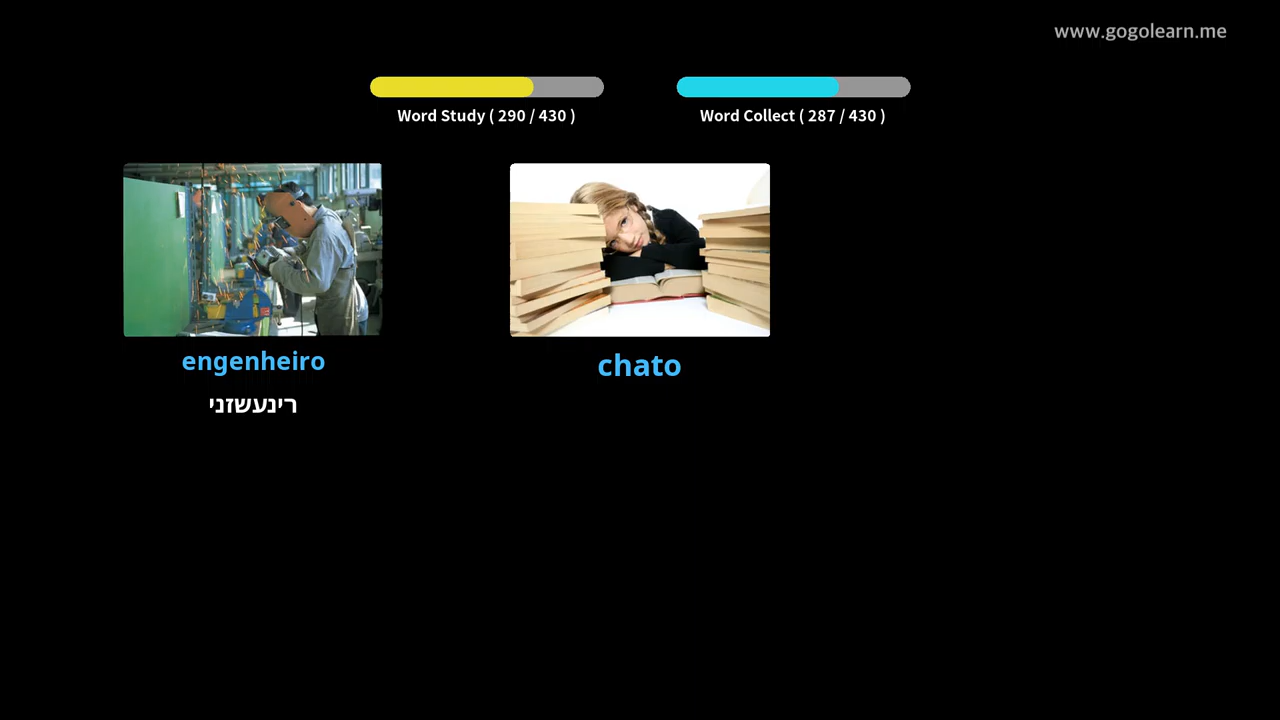 www.gogolearn.me
Word Study ( 290 / 430 )
Word Collect ( 287 / 430 )
engenheiro
רינעשזני
chato